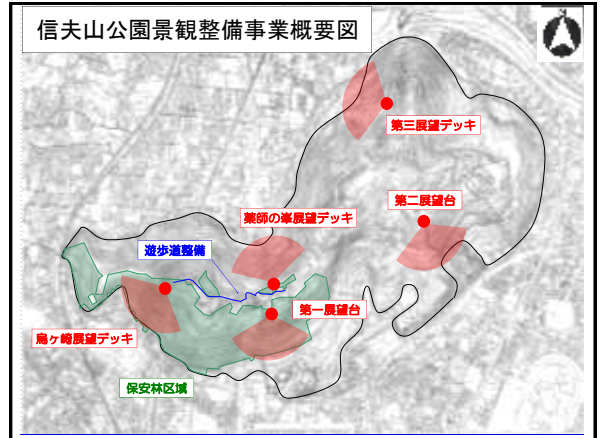 信夫山公園景観整備事業概要図
第三展望デッキ
第二展望台
薬師の峯展望デッキ
遊歩道整備
第一展望台
烏ヶ崎展望デッキ
保安林区域